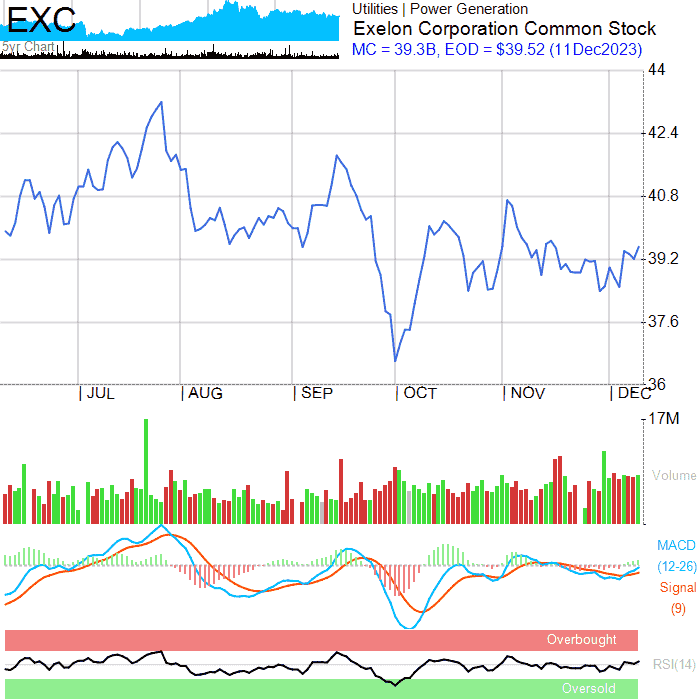 EXC
5yr Chart
Utilities | Power Generation
Exelon Corporation Common Stock
MC = 39.3B, EOD = $39.52 (11Dec2023)
44
42.4
40.8
39.2
37.6
36
JUL
AUG
SEP
OCT
NOV
DEC
17M
Volume
MACD
(12-26)
Signal
(9)
Overbought
RSI(14)
Oversold